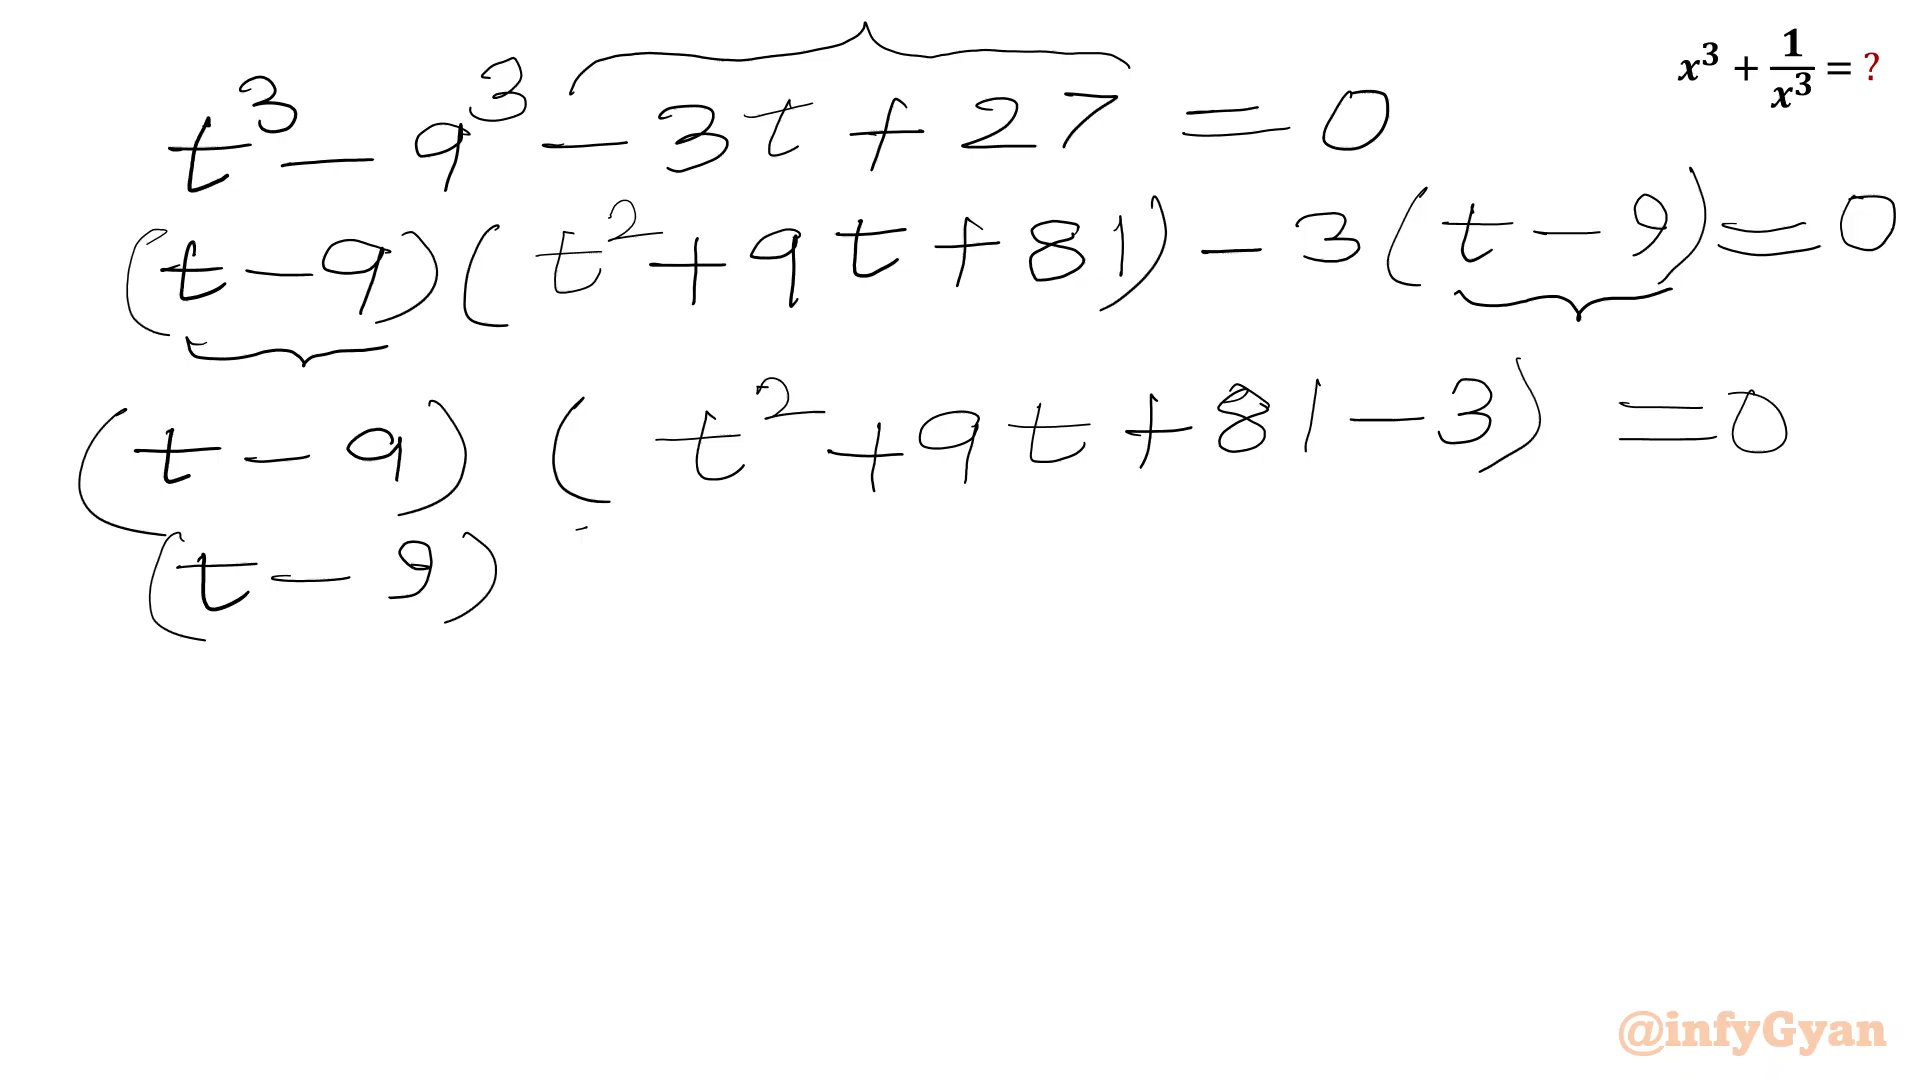 x³ + 1/x³ = ?
t³ - 9³ - 3t + 27 = 0
(t - 9)(t² + 9t + 81) - 3(t - 9) = 0
(t - 9)(t² + 9t + 81 - 3) = 0
(t - 9)
@infyGyan